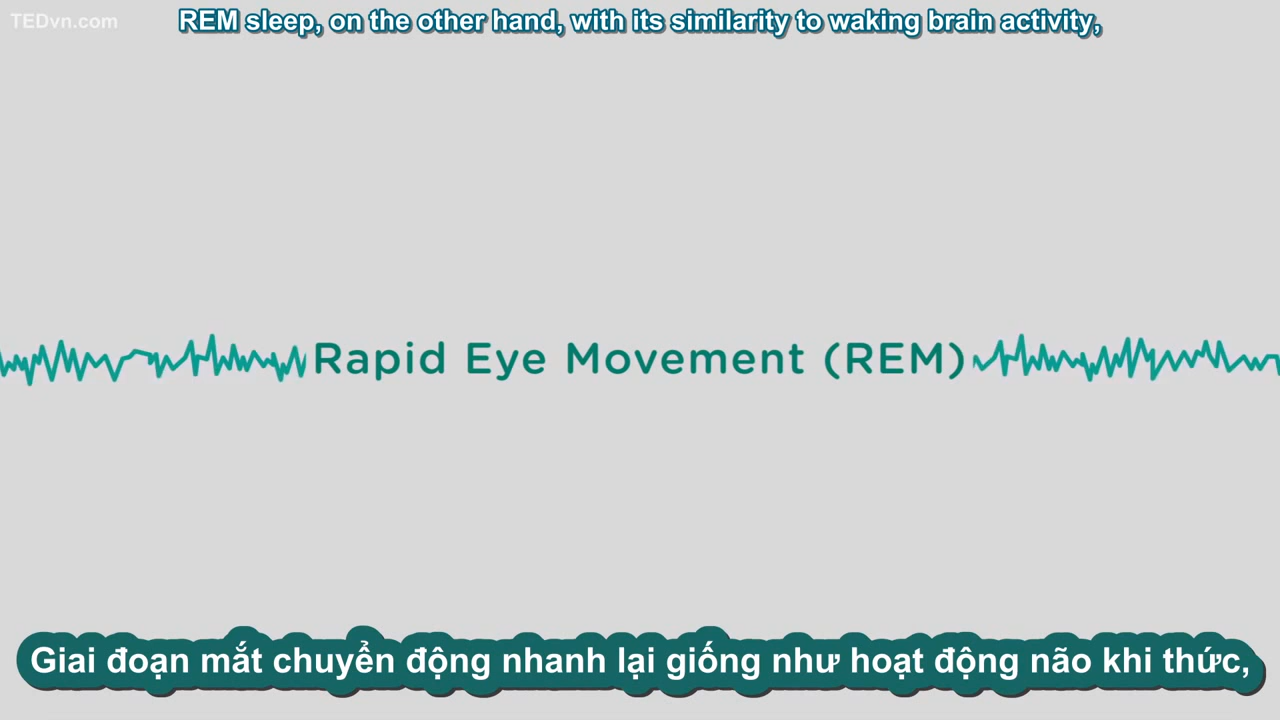 TEDvn.com
REM sleep, on the other hand, with its similarity to waking brain activity,
Rapid Eye Movement (REM)
Giai đoạn mắt chuyển động nhanh lại giống như hoạt động não khi thức,